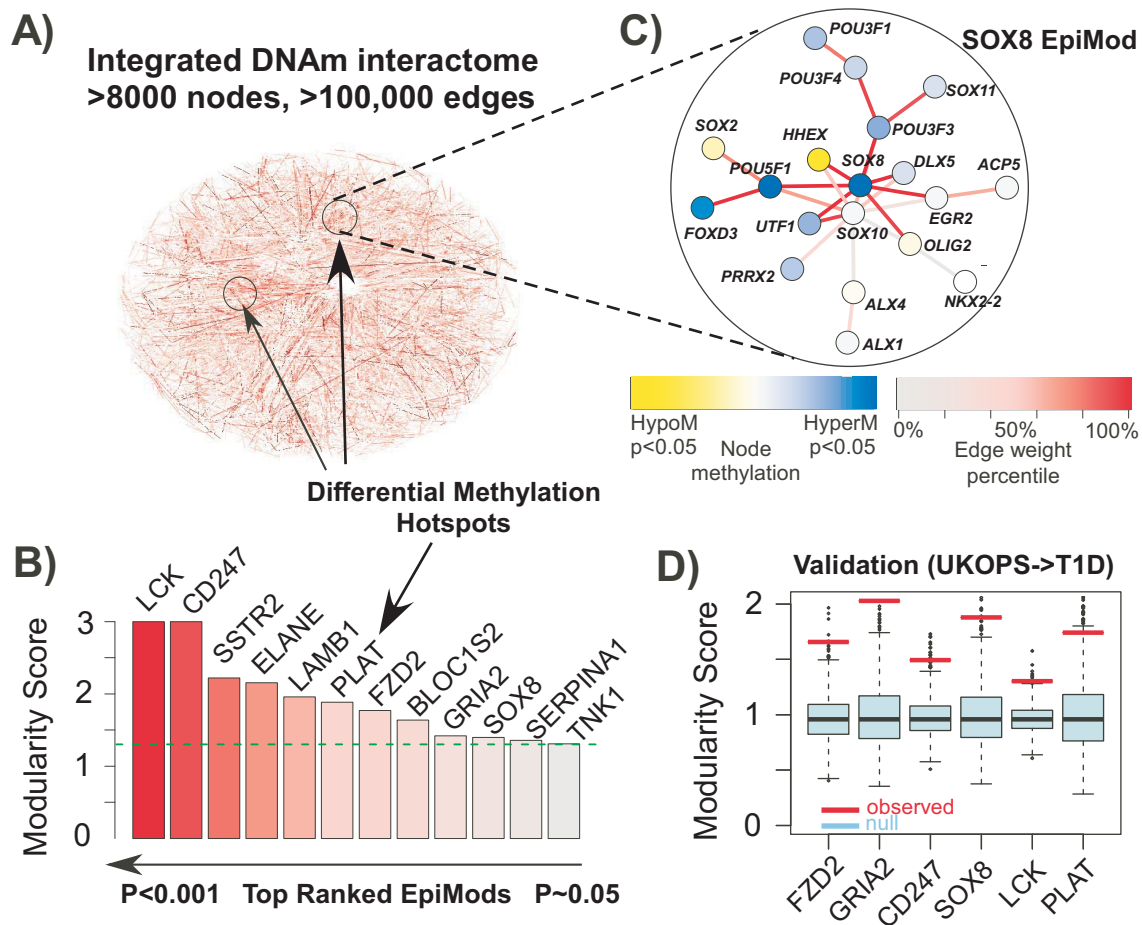 A)
Integrated DNAm interactome
>8000 nodes, >100,000 edges
Differential Methylation
Hotspots
C)
SOX8 EpiMod
POU3F1
POU3F4
SOX11
SOX2
HHEX
POU3F3
POU5F1
SOX8
DLX5
ACP5
FOXD3
UTF1
SOX10
EGR2
OLIG2
PRRX2
ALX4
NKX2-2
ALX1
HypoM
p<0.05
Node
methylation
HyperM
p<0.05
0%
50%
100%
Edge weight
percentile
B)
Modularity Score
3
2
1
0
LCK
CD247
SSTR2
ELANE
LAMB1
PLAT
FZD2
BLOC1S2
GRIA2
SOX8
SERPINA1
TNK1
P<0.001 Top Ranked EpiMods P~0.05
D)
Validation (UKOPS->T1D)
Modularity Score
2
1
0
observed
null
FZD2
GRIA2
CD247
SOX8
LCK
PLAT